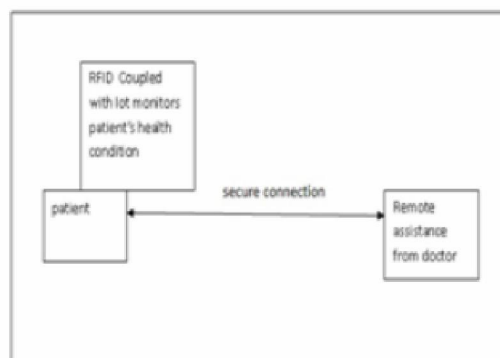 RFID Coupled
with Iot monitors
patient's health
condition
patient
secure connection
Remote
assistance
from doctor